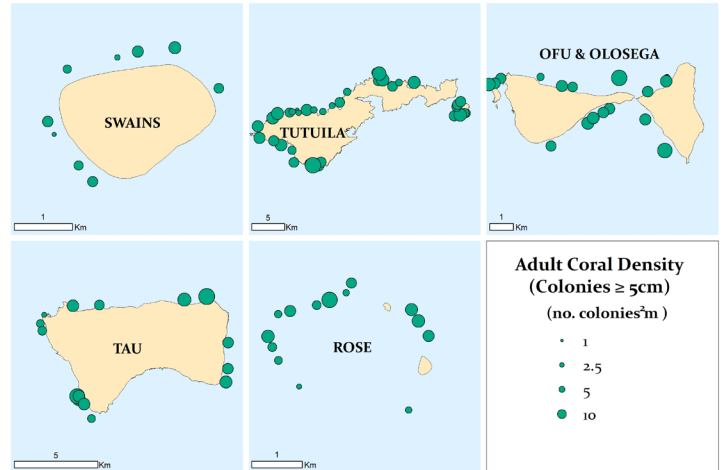 SWAINS
1
Km
TUTUILA
5
Km
OFU & OLOSEGA
1
Km
TAU
5
Km
ROSE
1
Km
Adult Coral Density
(Colonies ≥ 5cm)
(no. colonies²m )
1
2.5
5
10